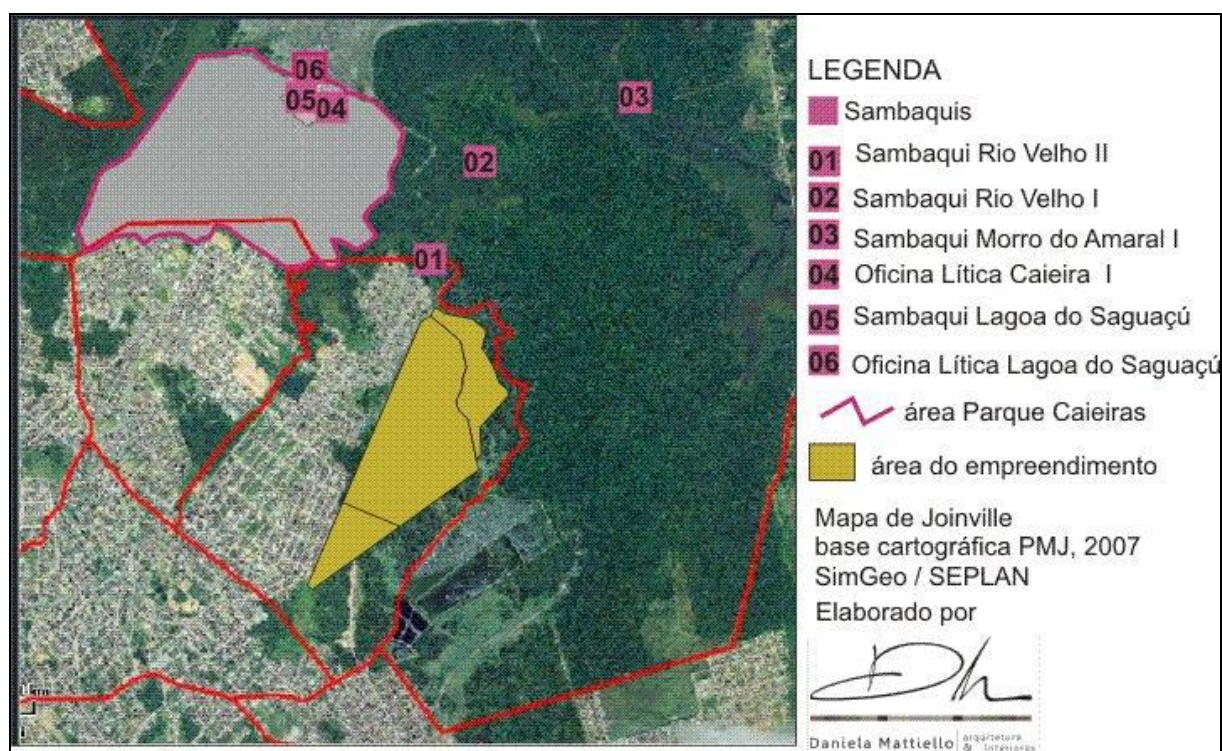 06
05 04
03
02
01
LEGENDA
Sambaquis
01 Sambaqui Rio Velho II
02 Sambaqui Rio Velho I
03 Sambaqui Morro do Amaral I
04 Oficina Lítica Caieira I
05 Sambaqui Lagoa do Saguaçú
06 Oficina Lítica Lagoa do Saguaçú
área Parque Caieiras
área do empreendimento
Mapa de Joinville
base cartográfica PMJ, 2007
SimGeo / SEPLAN
Elaborado por
Daniela Mattiello arquitetura
& interiores